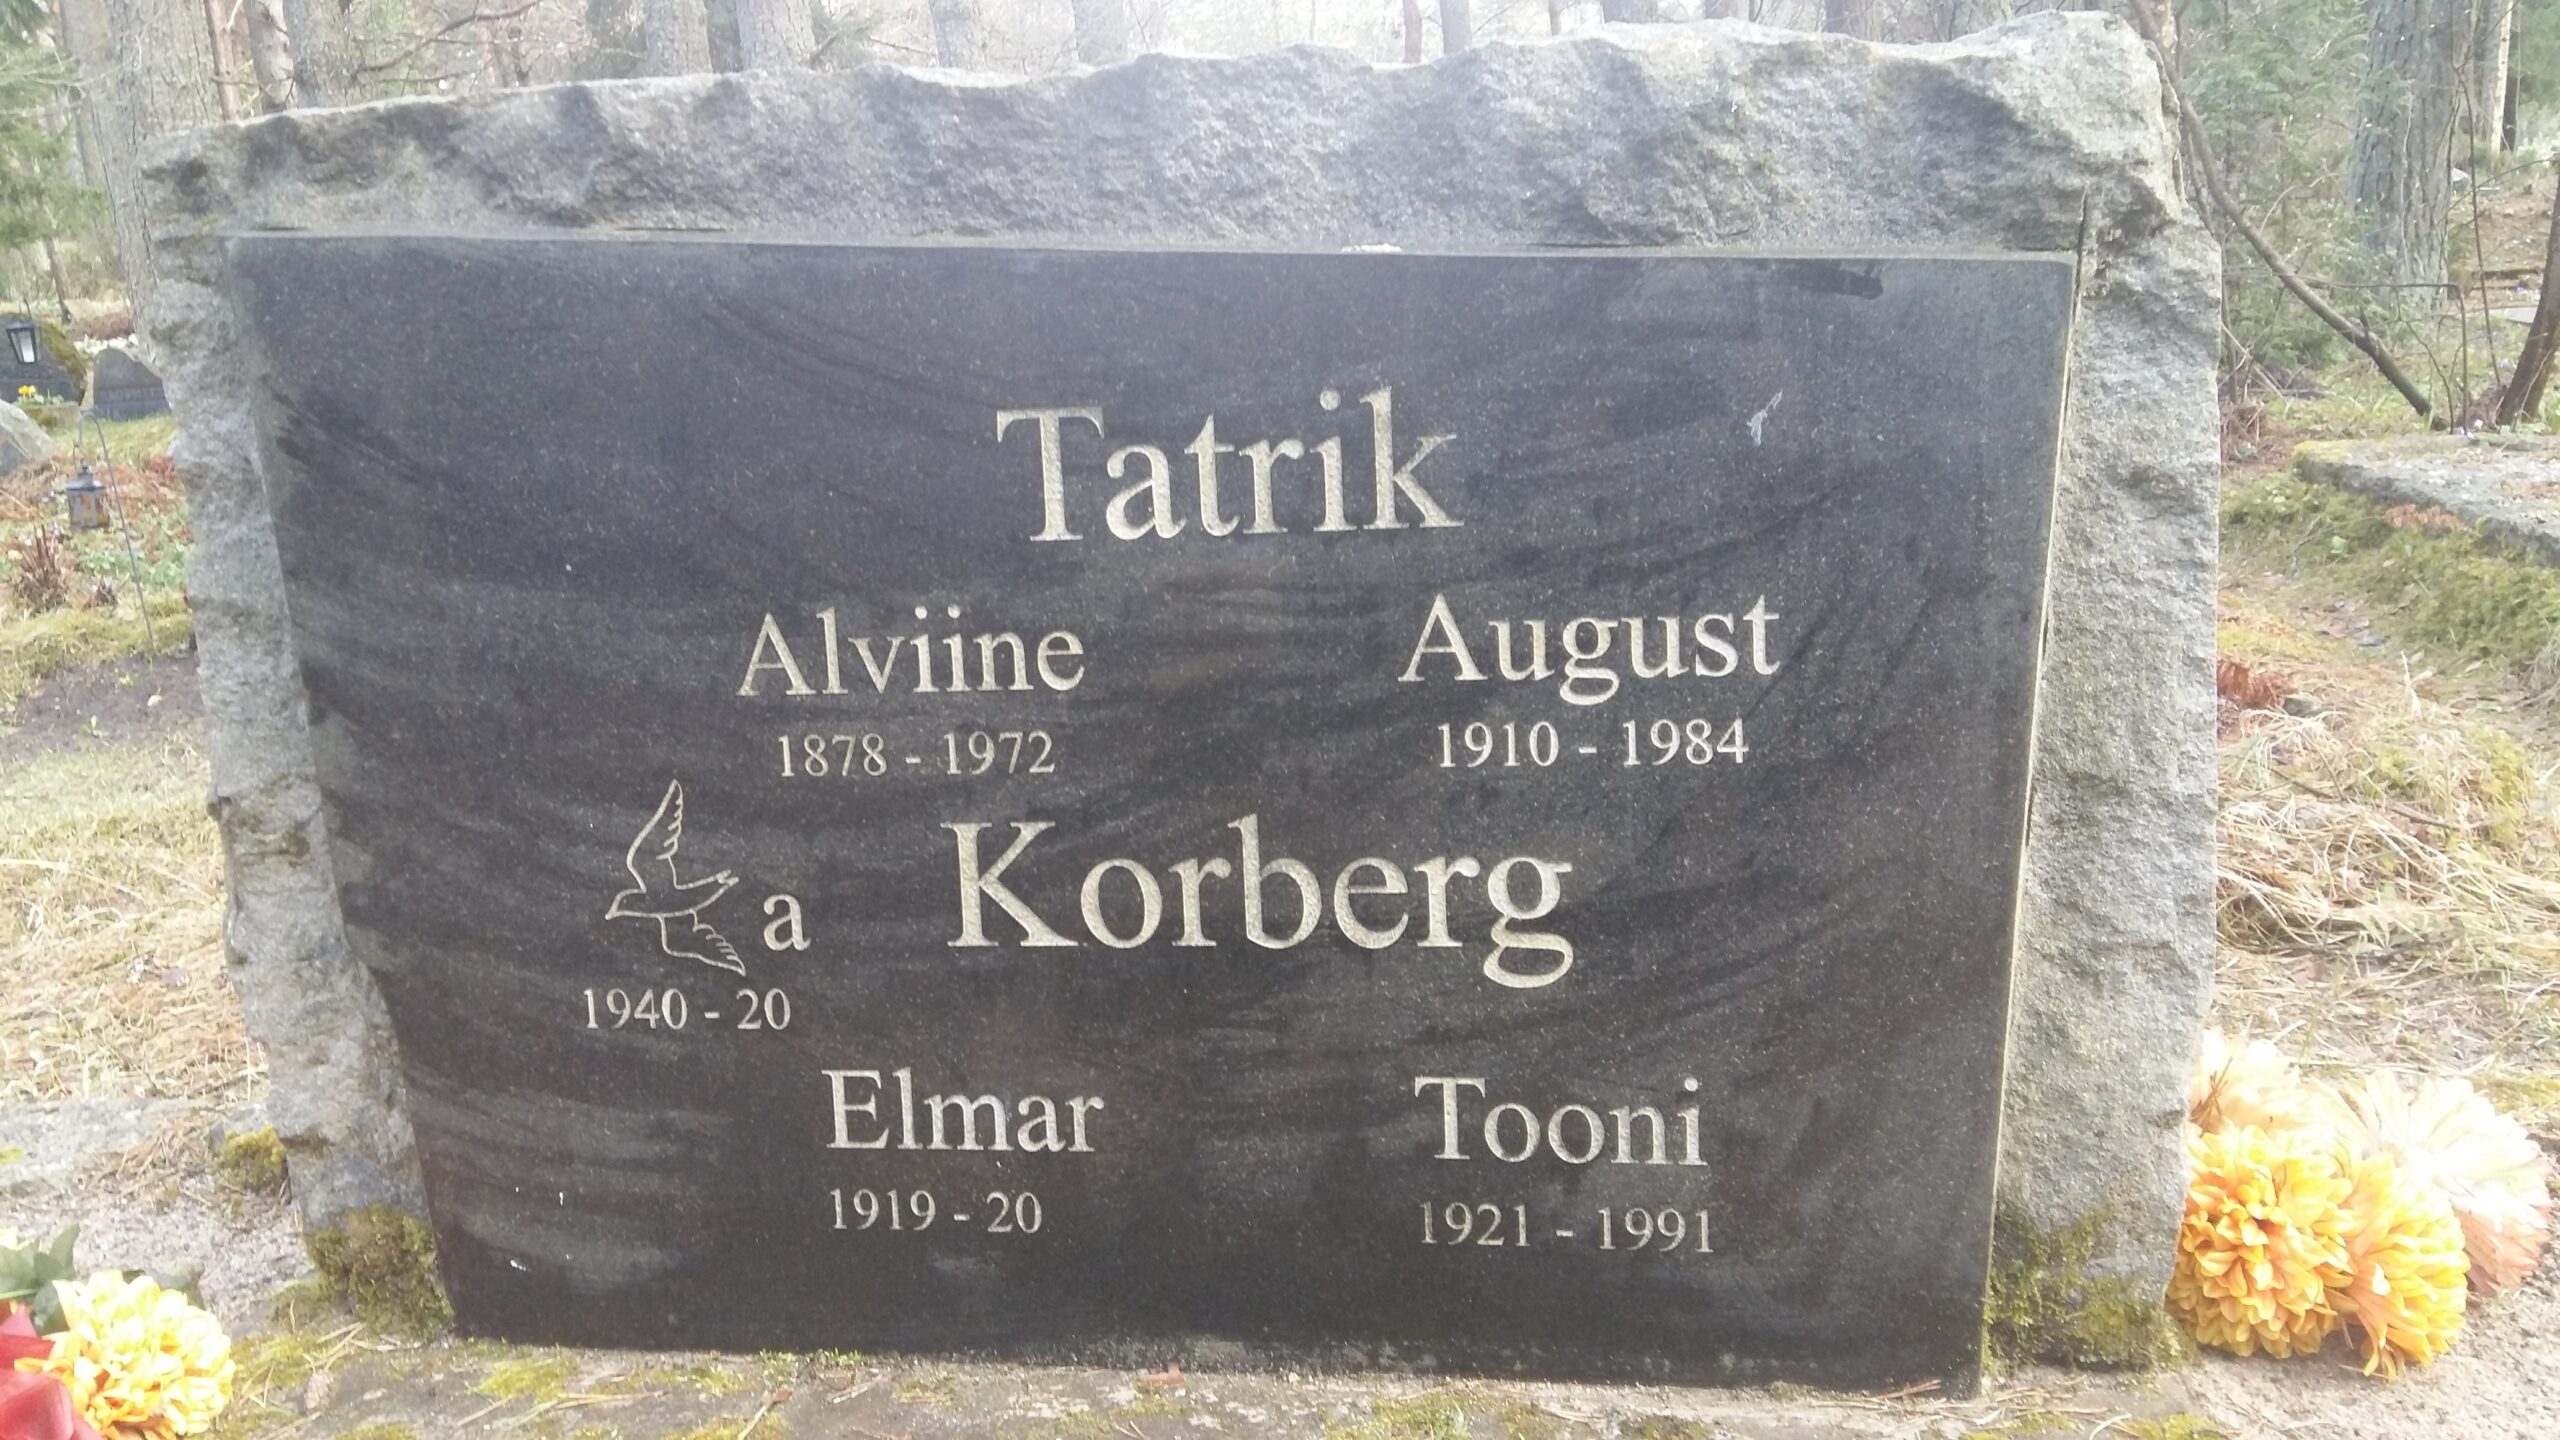 Tatrik
Alviine August
1878 - 1972 1910 - 1984
a Korberg
1940 - 20
Elmar Tooni
1919 - 20 1921 - 1991